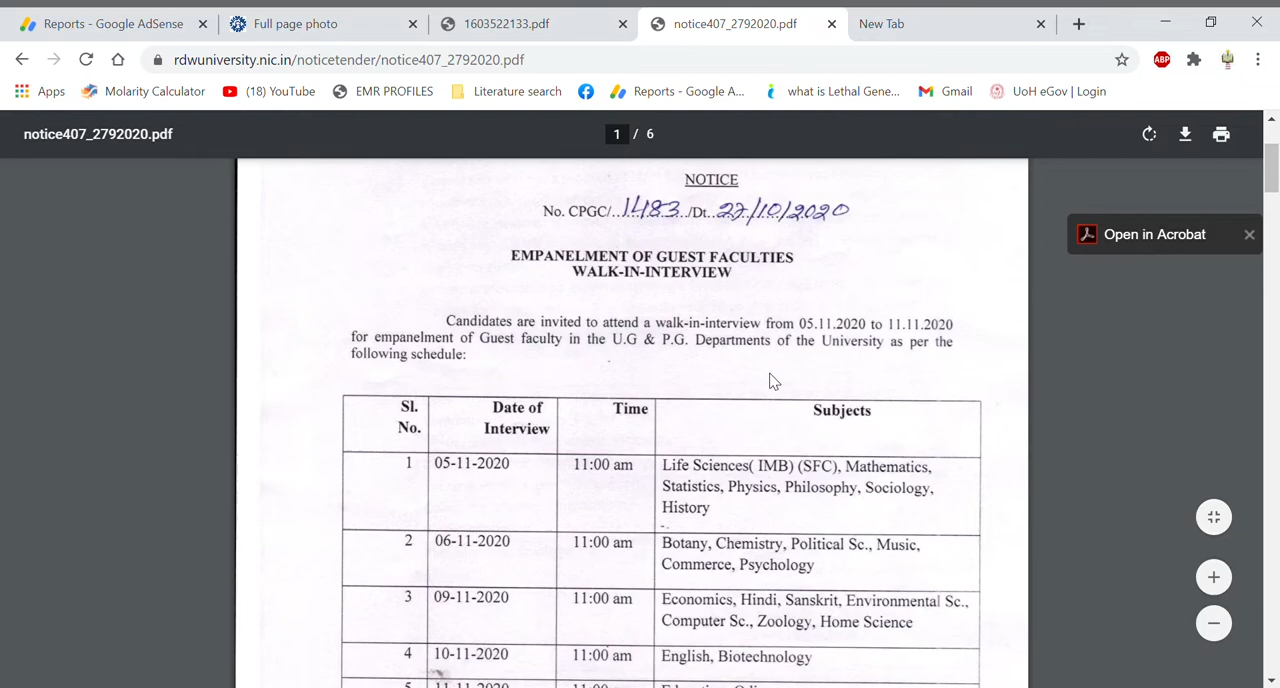 Reports - Google AdSense
Full page photo
1603522133.pdf
notice407_2792020.pdf
New Tab
rdwuniversity.nic.in/noticetender/notice407_2792020.pdf
ABP
Apps
Molarity Calculator
(18) YouTube
EMR PROFILES
Literature search
Reports - Google A...
what is Lethal Gene...
Gmail
UoH eGov | Login
notice407_2792020.pdf
1 / 6
Open in Acrobat
NOTICE
No. CPGC/..1483../Dt..27/10/2020
EMPANELMENT OF GUEST FACULTIES
WALK-IN-INTERVIEW
Candidates are invited to attend a walk-in-interview from 05.11.2020 to 11.11.2020
for empanelment of Guest faculty in the U.G & P.G. Departments of the University as per the
following schedule:
Sl. No. Date of Interview Time Subjects
1 05-11-2020 11:00 am Life Sciences( IMB) (SFC), Mathematics,
Statistics, Physics, Philosophy, Sociology,
History
2 06-11-2020 11:00 am Botany, Chemistry, Political Sc., Music,
Commerce, Psychology
3 09-11-2020 11:00 am Economics, Hindi, Sanskrit, Environmental Sc.,
Computer Sc., Zoology, Home Science
4 10-11-2020 11:00 am English, Biotechnology